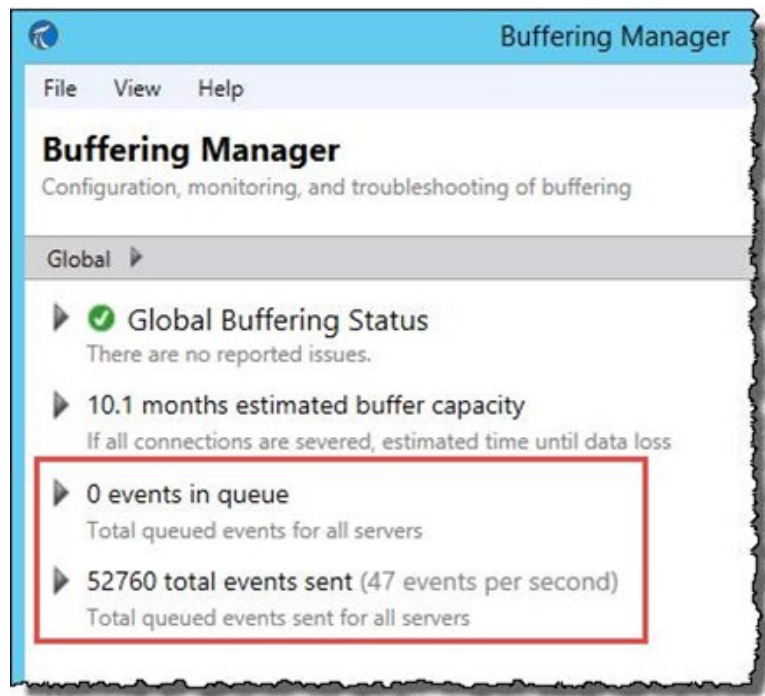 Buffering Manager
File View Help
Buffering Manager
Configuration, monitoring, and troubleshooting of buffering
Global
Global Buffering Status
There are no reported issues.
10.1 months estimated buffer capacity
If all connections are severed, estimated time until data loss
0 events in queue
Total queued events for all servers
52760 total events sent (47 events per second)
Total queued events sent for all servers